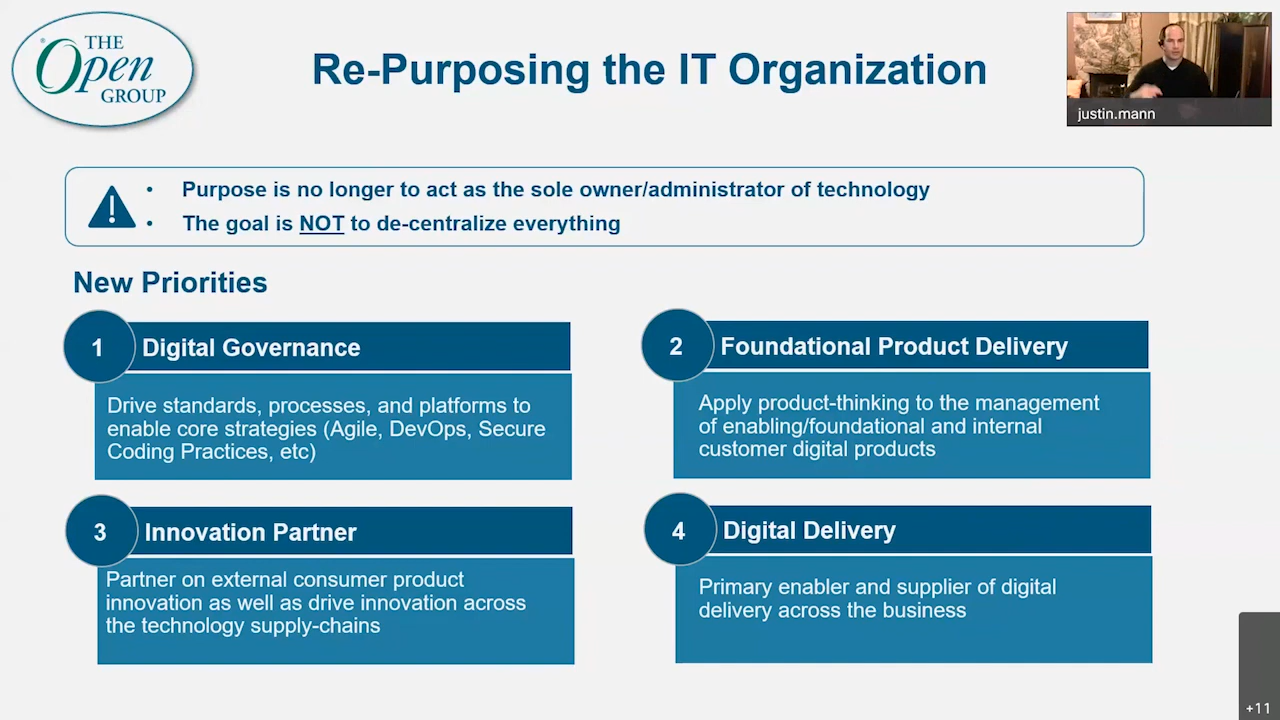 THE
Open
GROUP
®
Re-Purposing the IT Organization
justin.mann
• Purpose is no longer to act as the sole owner/administrator of technology
• The goal is NOT to de-centralize everything
New Priorities
1 Digital Governance
Drive standards, processes, and platforms to
enable core strategies (Agile, DevOps, Secure
Coding Practices, etc)
2 Foundational Product Delivery
Apply product-thinking to the management
of enabling/foundational and internal
customer digital products
3 Innovation Partner
Partner on external consumer product
innovation as well as drive innovation across
the technology supply-chains
4 Digital Delivery
Primary enabler and supplier of digital
delivery across the business
+11